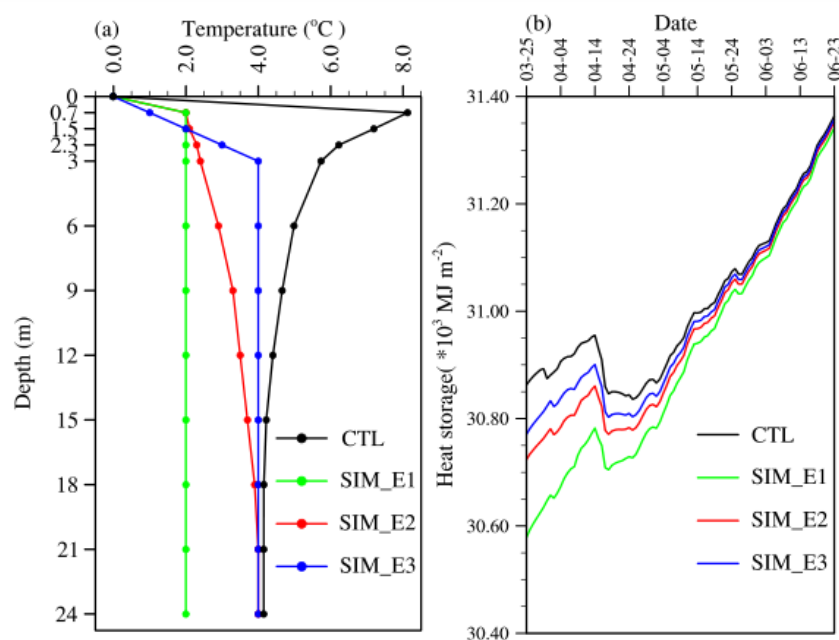 (a) Temperature (°C )
0.0 2.0 4.0 6.0 8.0
0
0.7
1.5
2.3
3
6
9
12
15
18
21
24
Depth (m)
CTL
SIM_E1
SIM_E2
SIM_E3
(b) Date
03-25 04-04 04-14 04-24 05-04 05-14 05-24 06-03 06-13 06-23
31.40
31.20
31.00
30.80
30.60
30.40
Heat storage( *10³ MJ m⁻²)
CTL
SIM_E1
SIM_E2
SIM_E3